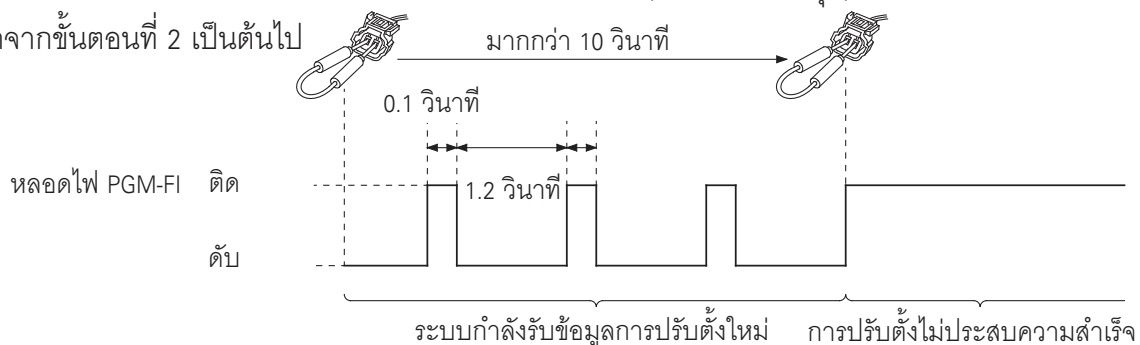 จากขั้นตอนที่ 2 เป็นต้นไป
มากกว่า 10 วินาที
0.1 วินาที
หลอดไฟ PGM-FI ติด
1.2 วินาที
ดับ
ระบบกำลังรับข้อมูลการปรับตั้งใหม่ การปรับตั้งไม่ประสบความสำเร็จ